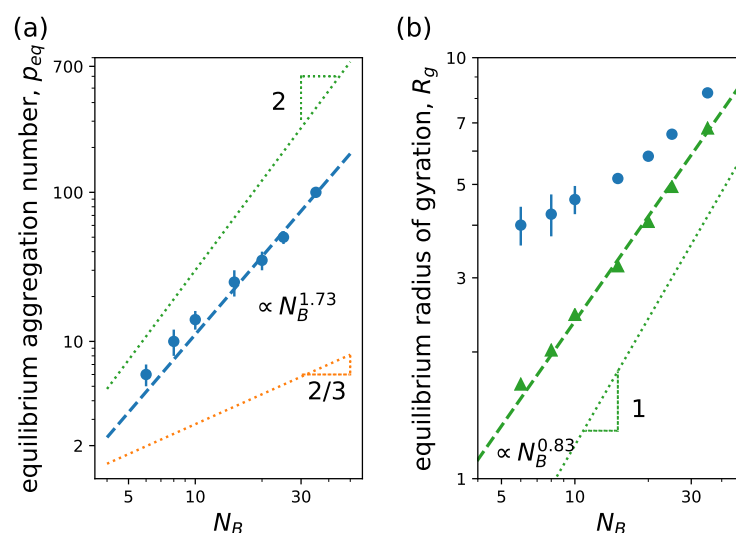 (a)
equilibrium aggregation number, p_eq
700
100
10
2
2
∝ N_B^1.73
2/3
5
10
30
N_B
(b)
equilibrium radius of gyration, R_g
10
7
5
3
2
1
1
∝ N_B^0.83
5
10
30
N_B